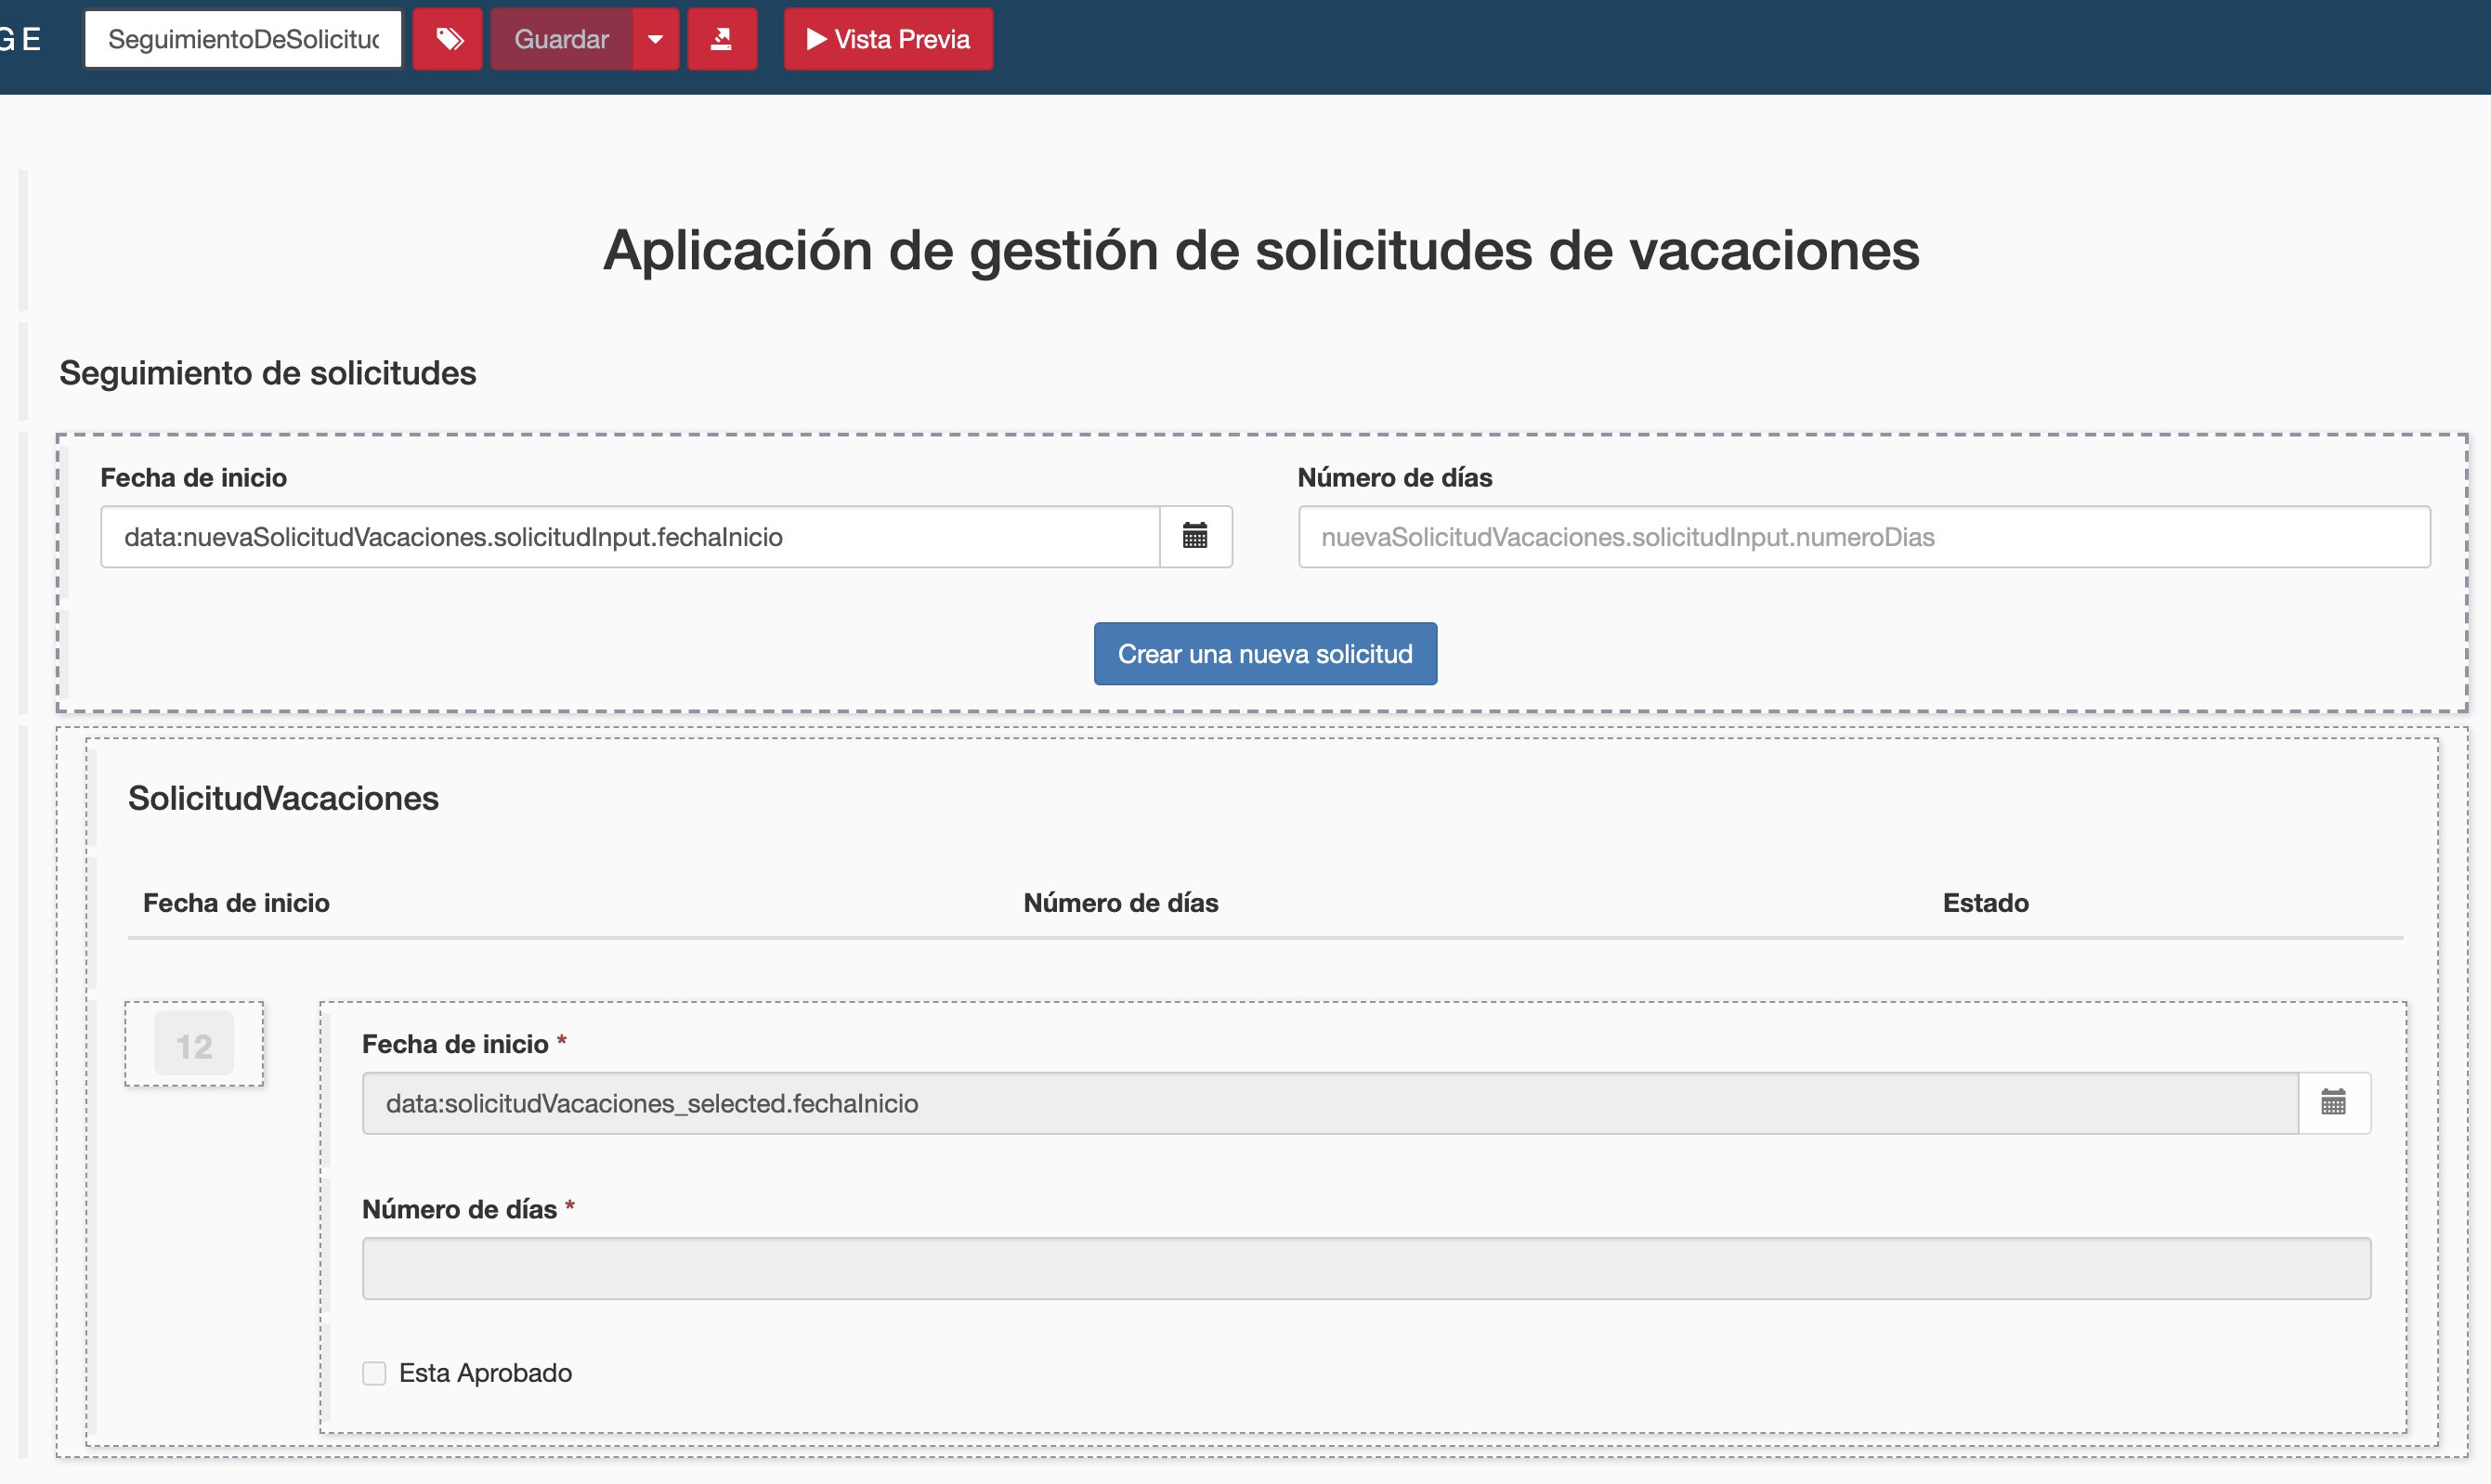 GE SeguimientoDeSolicituc Guardar Vista Previa
Aplicación de gestión de solicitudes de vacaciones
Seguimiento de solicitudes
Fecha de inicio Número de días
data:nuevaSolicitudVacaciones.solicitudInput.fechaInicio nuevaSolicitudVacaciones.solicitudInput.numeroDias
Crear una nueva solicitud
SolicitudVacaciones
Fecha de inicio Número de días Estado
12
Fecha de inicio *
data:solicitudVacaciones_selected.fechaInicio
Número de días *
Esta Aprobado